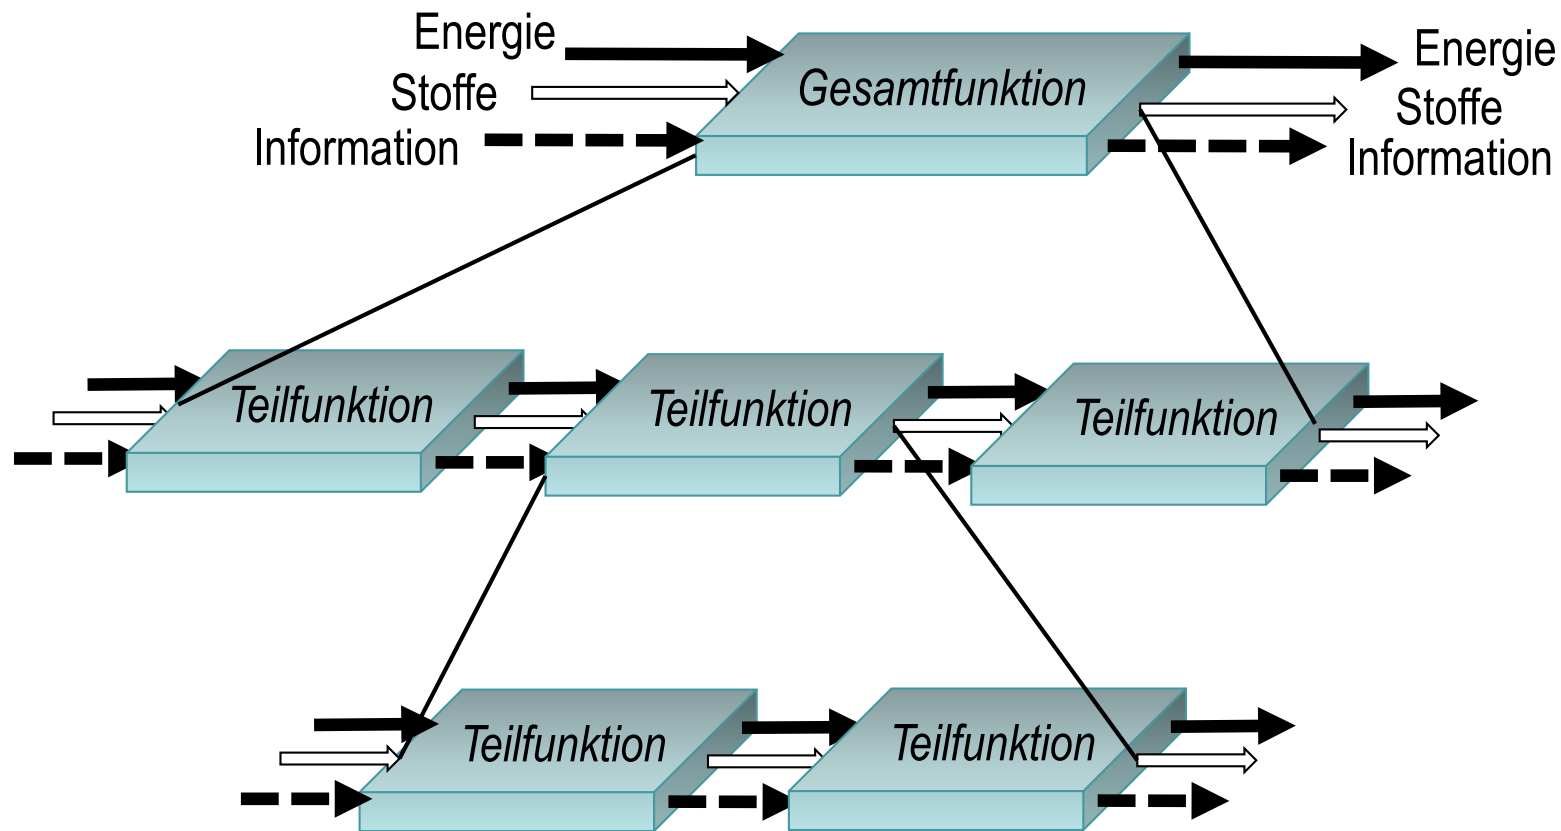 Energie
Stoffe
Information
Gesamtfunktion
Energie
Stoffe
Information
Teilfunktion
Teilfunktion
Teilfunktion
Teilfunktion
Teilfunktion